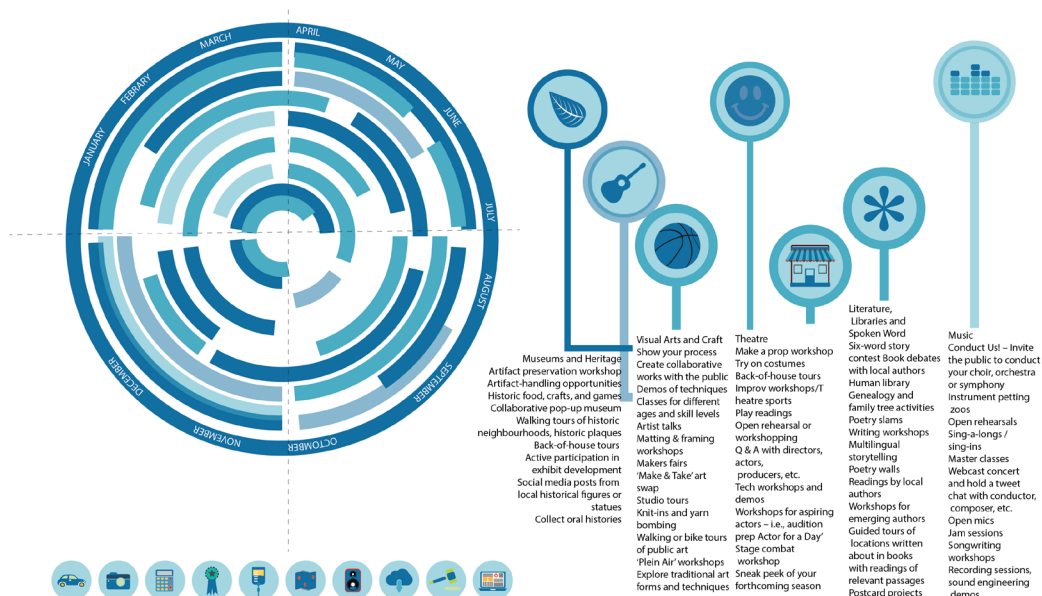 MARCH
APRIL
MAY
FEBRARY
JUNE
JANUARY
JULY
AUGUST
SEPTEMBER
DECEMBER
NOVEMBER
OCTOMBER
Museums and Heritage
Artifact preservation workshop
Artifact-handling opportunities
Historic food, crafts, and games
Collaborative pop-up museum
Walking tours of historic
neighbourhoods, historic plaques
Back-of-house tours
Active participation in
exhibit development
Social media posts from
local historical figures or
statues
Collect oral histories
Visual Arts and Craft
Show your process
Create collaborative
works with the public
Demos of techniques
Classes for different
ages and skill levels
Artist talks
Matting & framing
workshops
Makers fairs
'Make & Take' art
swap
Studio tours
Knit-ins and yarn
bombing
Walking or bike tours
of public art
'Plein Air' workshops
Explore traditional art
forms and techniques
Theatre
Make a prop workshop
Try on costumes
Back-of-house tours
Improv workshops/T
heatre sports
Play readings
Open rehearsal or
workshopping
Q & A with directors,
actors,
producers, etc.
Tech workshops and
demos
Workshops for aspiring
actors – i.e., audition
prep Actor for a Day'
Stage combat
workshop
Sneak peek of your
forthcoming season
Literature,
Libraries and
Spoken Word
Six-word story
contest Book debates
with local authors
Human library
Genealogy and
family tree activities
Poetry slams
Writing workshops
Multilingual
storytelling
Poetry walls
Readings by local
authors
Workshops for
emerging authors
Guided tours of
locations written
about in books
with readings of
relevant passages
Postcard projects
Music
Conduct Us! – Invite
the public to conduct
your choir, orchestra
or symphony
Instrument petting
zoos
Open rehearsals
Sing-a-longs /
sing-ins
Master classes
Webcast concert
and hold a tweet
chat with conductor,
composer, etc.
Open mics
Jam sessions
Songwriting
workshops
Recording sessions,
sound engineering
demos